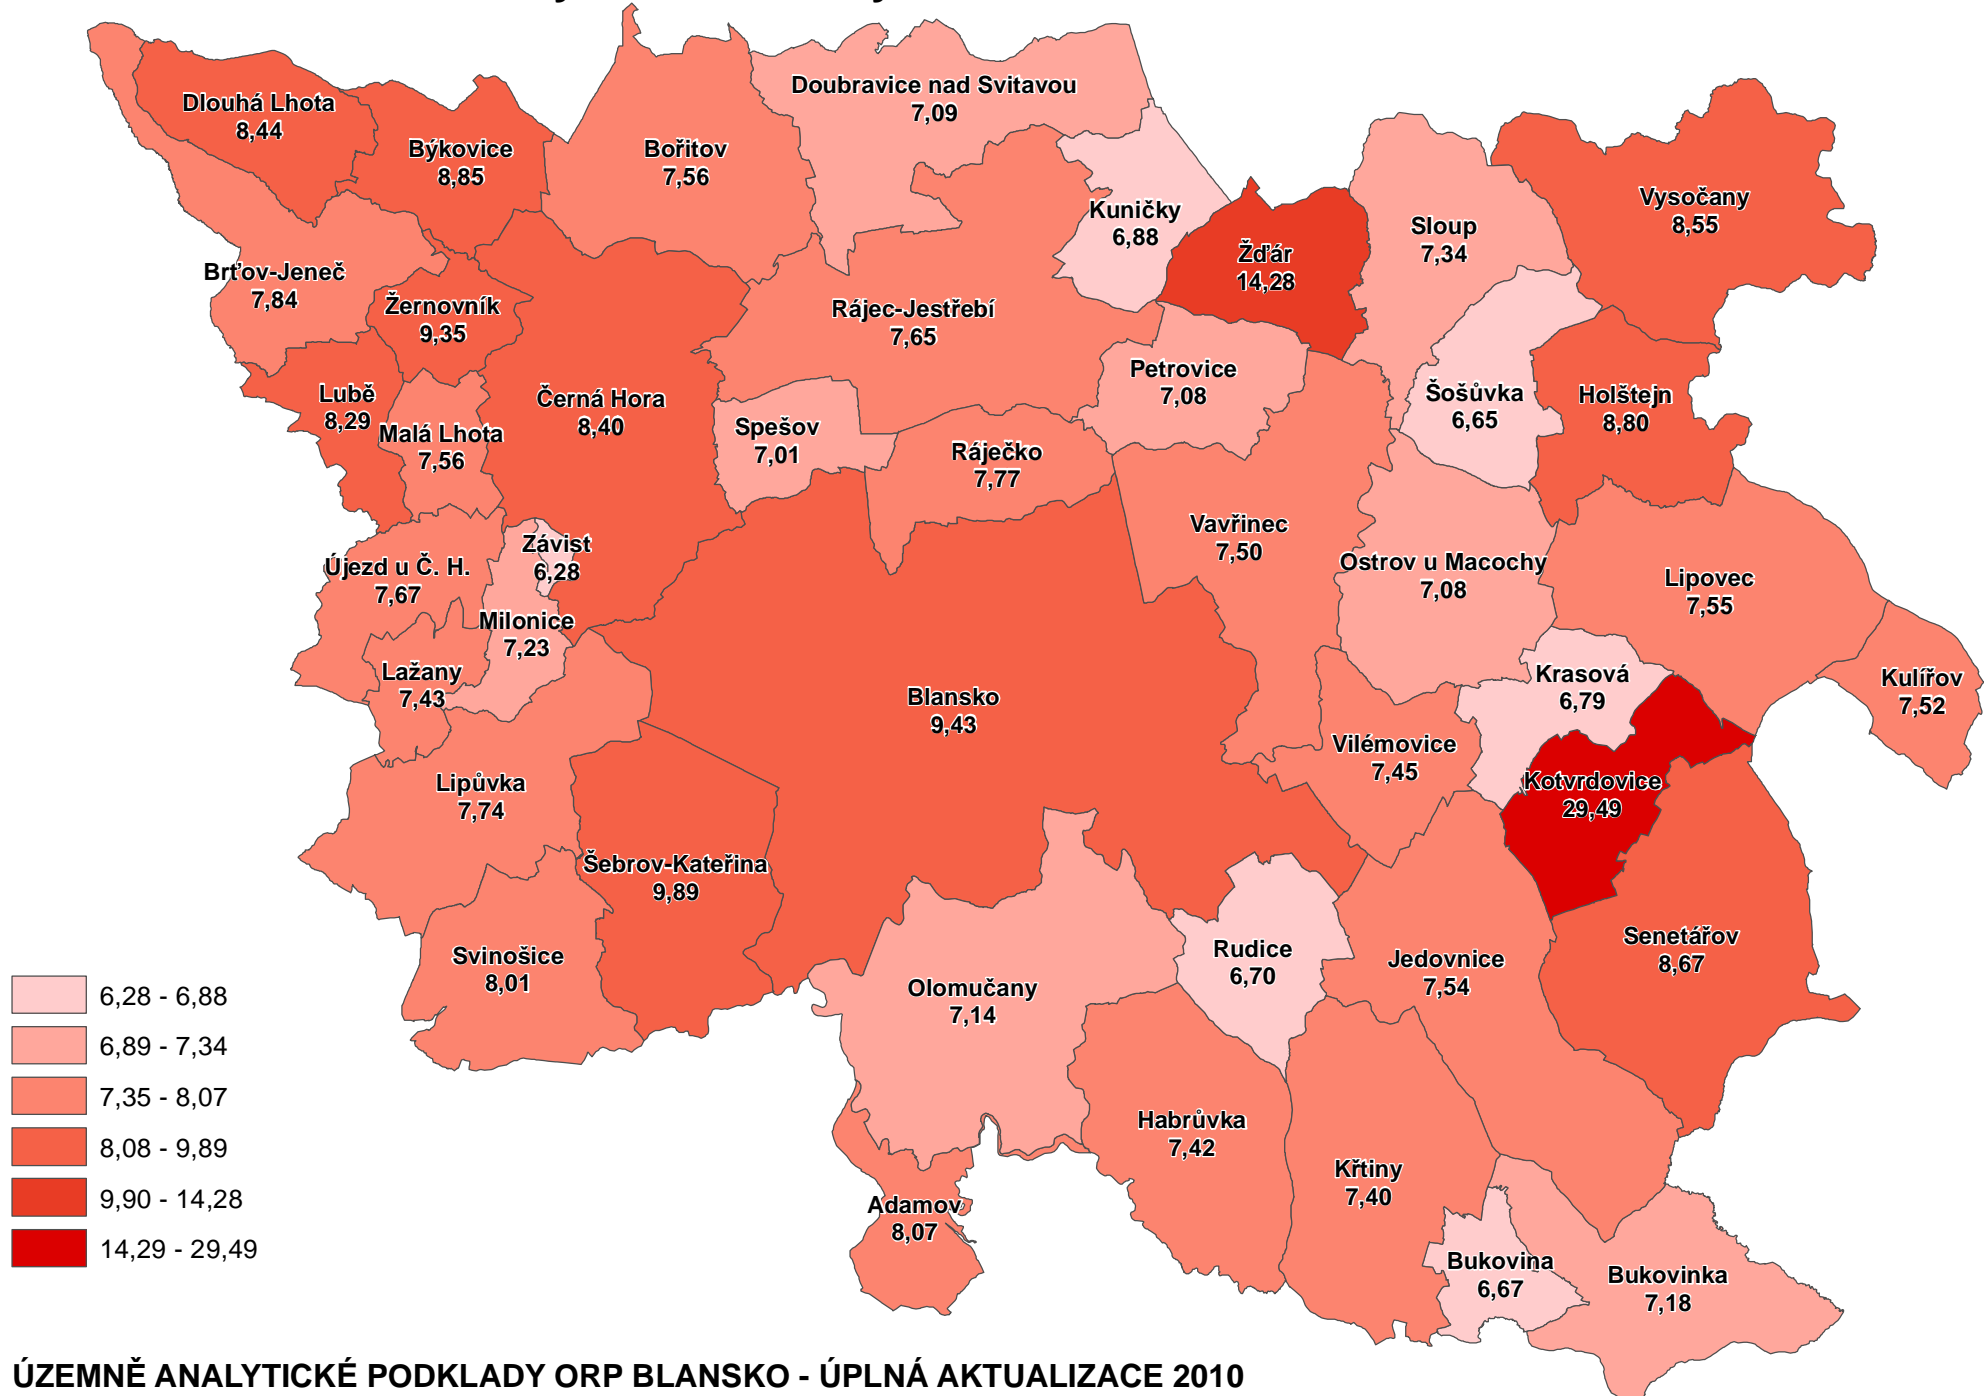 Doubravice nad Svitavou
7,09
Dlouhá Lhota
8,44
Býkovice
8,85
Bořitov
7,56
Kuničky
6,88
Žďár
14,28
Sloup
7,34
Vysočany
8,55
Brťov-Jeneč
7,84
Žernovník
9,35
Rájec-Jestřebí
7,65
Petrovice
7,08
Šošůvka
6,65
Holštejn
8,80
Lubě
8,29
Malá Lhota
7,56
Černá Hora
8,40
Spešov
7,01
Ráječko
7,77
Vavřinec
7,50
Ostrov u Macochy
7,08
Lipovec
7,55
Závist
6,28
Újezd u Č. H.
7,67
Milonice
7,23
Lažany
7,43
Blansko
9,43
Krasová
6,79
Kulířov
7,52
Vilémovice
7,45
Kotvrdovice
29,49
Lipůvka
7,74
Šebrov-Kateřina
9,89
Svinošice
8,01
Olomučany
7,14
Rudice
6,70
Jedovnice
7,54
Senetářov
8,67
Habrůvka
7,42
Křtiny
7,40
Adamov
8,07
Bukovina
6,67
Bukovinka
7,18
6,28 - 6,88
6,89 - 7,34
7,35 - 8,07
8,08 - 9,89
9,90 - 14,28
14,29 - 29,49
ÚZEMNĚ ANALYTICKÉ PODKLADY ORP BLANSKO - ÚPLNÁ AKTUALIZACE 2010